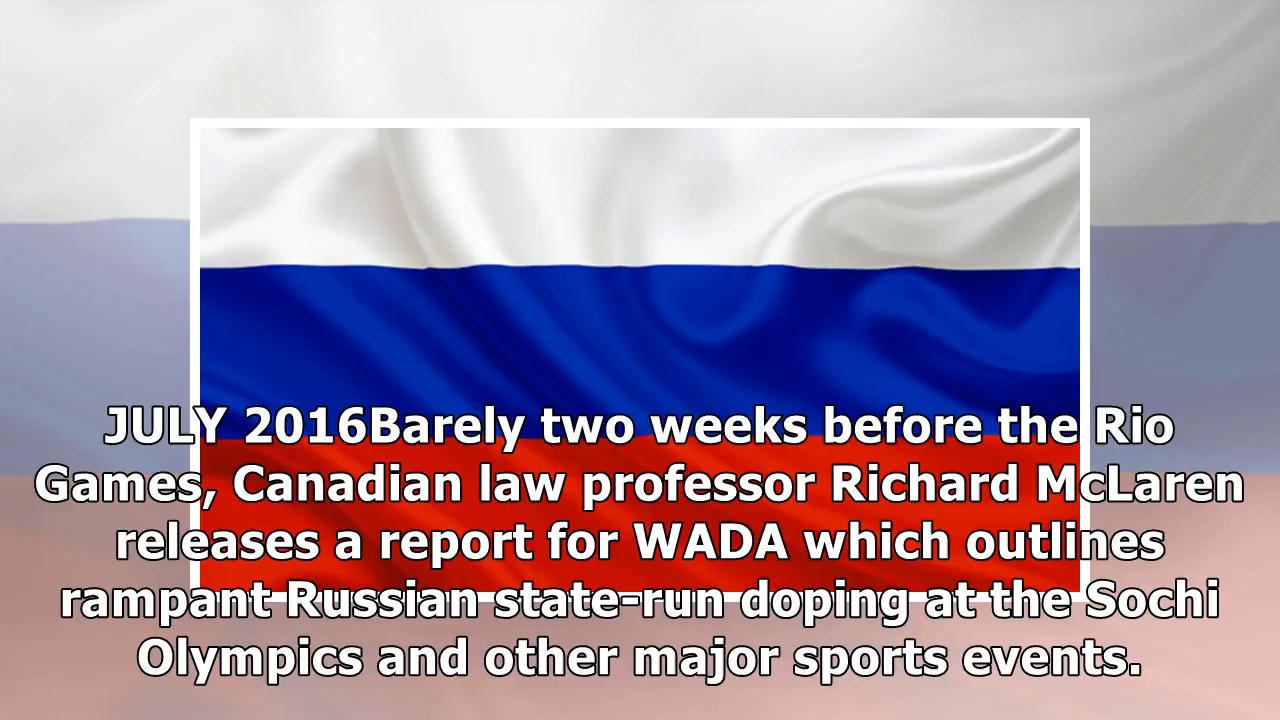 JULY 2016Barely two weeks before the Rio
Games, Canadian law professor Richard McLaren
releases a report for WADA which outlines
rampant Russian state-run doping at the Sochi
Olympics and other major sports events.